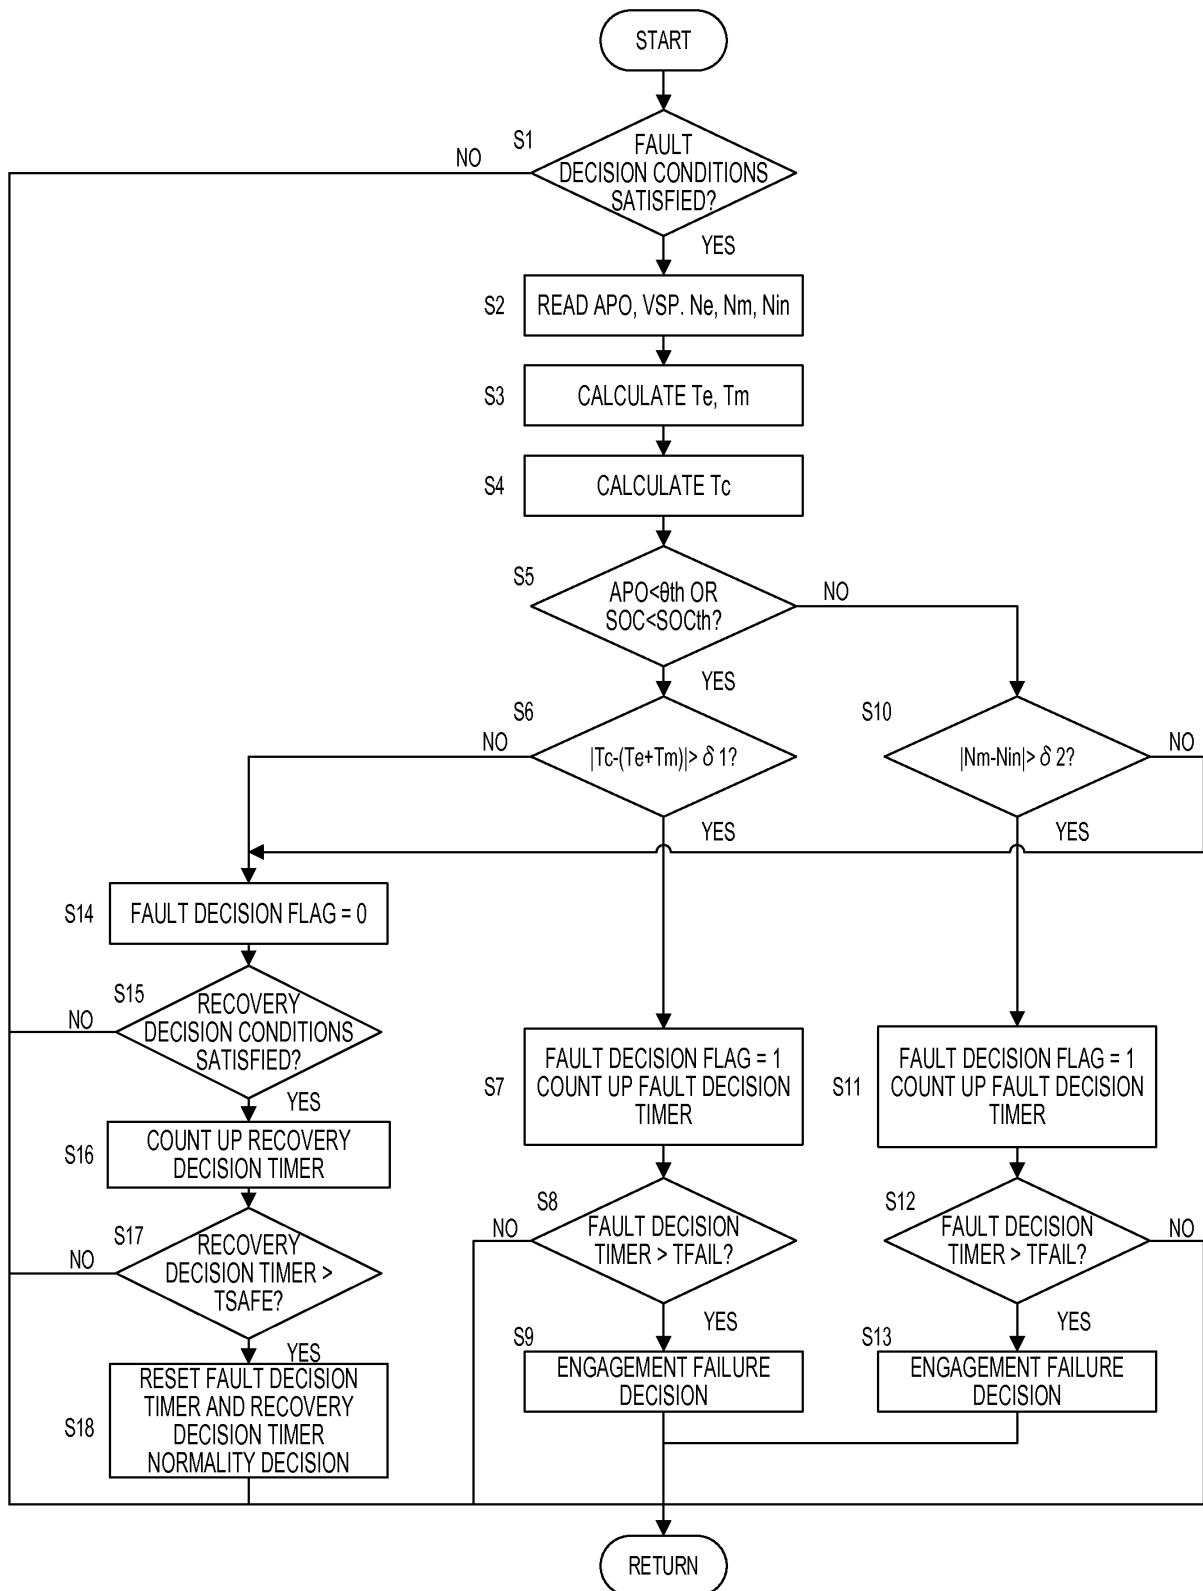 START
S1
FAULT
DECISION CONDITIONS
SATISFIED?
NO
YES
S2
READ APO, VSP. Ne, Nm, Nin
S3
CALCULATE Te, Tm
S4
CALCULATE Tc
S5
APO<θth OR
SOC<SOCth?
NO
YES
S6
|Tc-(Te+Tm)|> δ 1?
NO
YES
S10
|Nm-Nin|> δ 2?
NO
YES
S14
FAULT DECISION FLAG = 0
S15
RECOVERY
DECISION CONDITIONS
SATISFIED?
NO
YES
S16
COUNT UP RECOVERY
DECISION TIMER
S17
RECOVERY
DECISION TIMER >
TSAFE?
NO
YES
S18
RESET FAULT DECISION
TIMER AND RECOVERY
DECISION TIMER
NORMALITY DECISION
S7
FAULT DECISION FLAG = 1
COUNT UP FAULT DECISION
TIMER
S8
FAULT DECISION
TIMER > TFAIL?
NO
YES
S9
ENGAGEMENT FAILURE
DECISION
S11
FAULT DECISION FLAG = 1
COUNT UP FAULT DECISION
TIMER
S12
FAULT DECISION
TIMER > TFAIL?
NO
YES
S13
ENGAGEMENT FAILURE
DECISION
RETURN